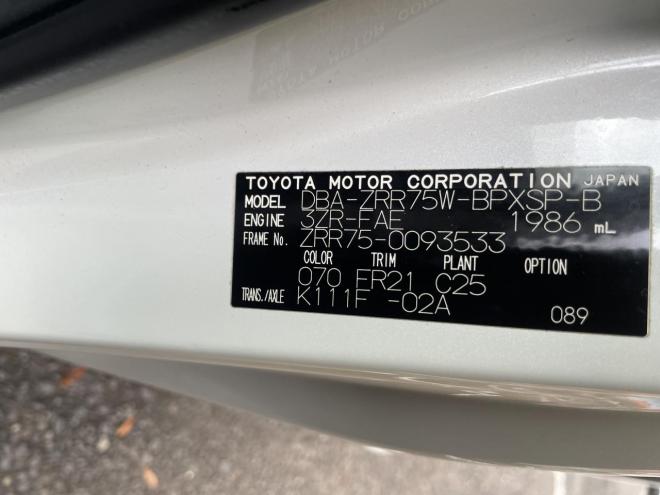 TOYOTA MOTOR CORPORATION JAPAN
MODEL DBA-ZRR75W-BPXSP-B
ENGINE 3ZR-FAE 1986 mL
FRAME No. ZRR75-0093533
COLOR TRIM PLANT OPTION
070 FR21 C25
TRANS./AXLE K111F -02A
089